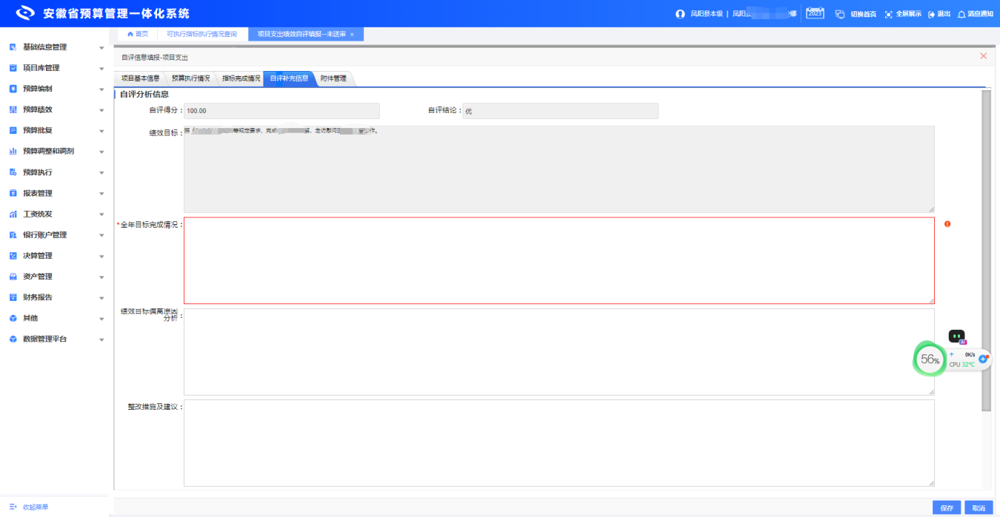 安徽省预算管理一体化系统
凤阳县本级 | 凤阳
2023
切换首页
全屏展示
退出
消息通知
首页
可执行指标执行情况查询
项目支出绩效自评填报--未送审 ×
基础信息管理
项目库管理
预算编制
预算绩效
预算批复
预算调整和调剂
预算执行
报表管理
工资统发
银行账户管理
决算管理
资产管理
财务报告
其他
数据管理平台
收起菜单
自评信息填报-项目支出
项目基本信息
预算执行情况
指标完成情况
自评补充信息
附件管理
自评分析信息
自评得分：
100.00
自评结论：
优
绩效目标：
等规定要求，完成
、走访慰问
作。
*全年目标完成情况：
绩效目标偏离原因
分析：
整改措施及建议：
56%
0K/s
CPU 32℃
AI
保存
取消